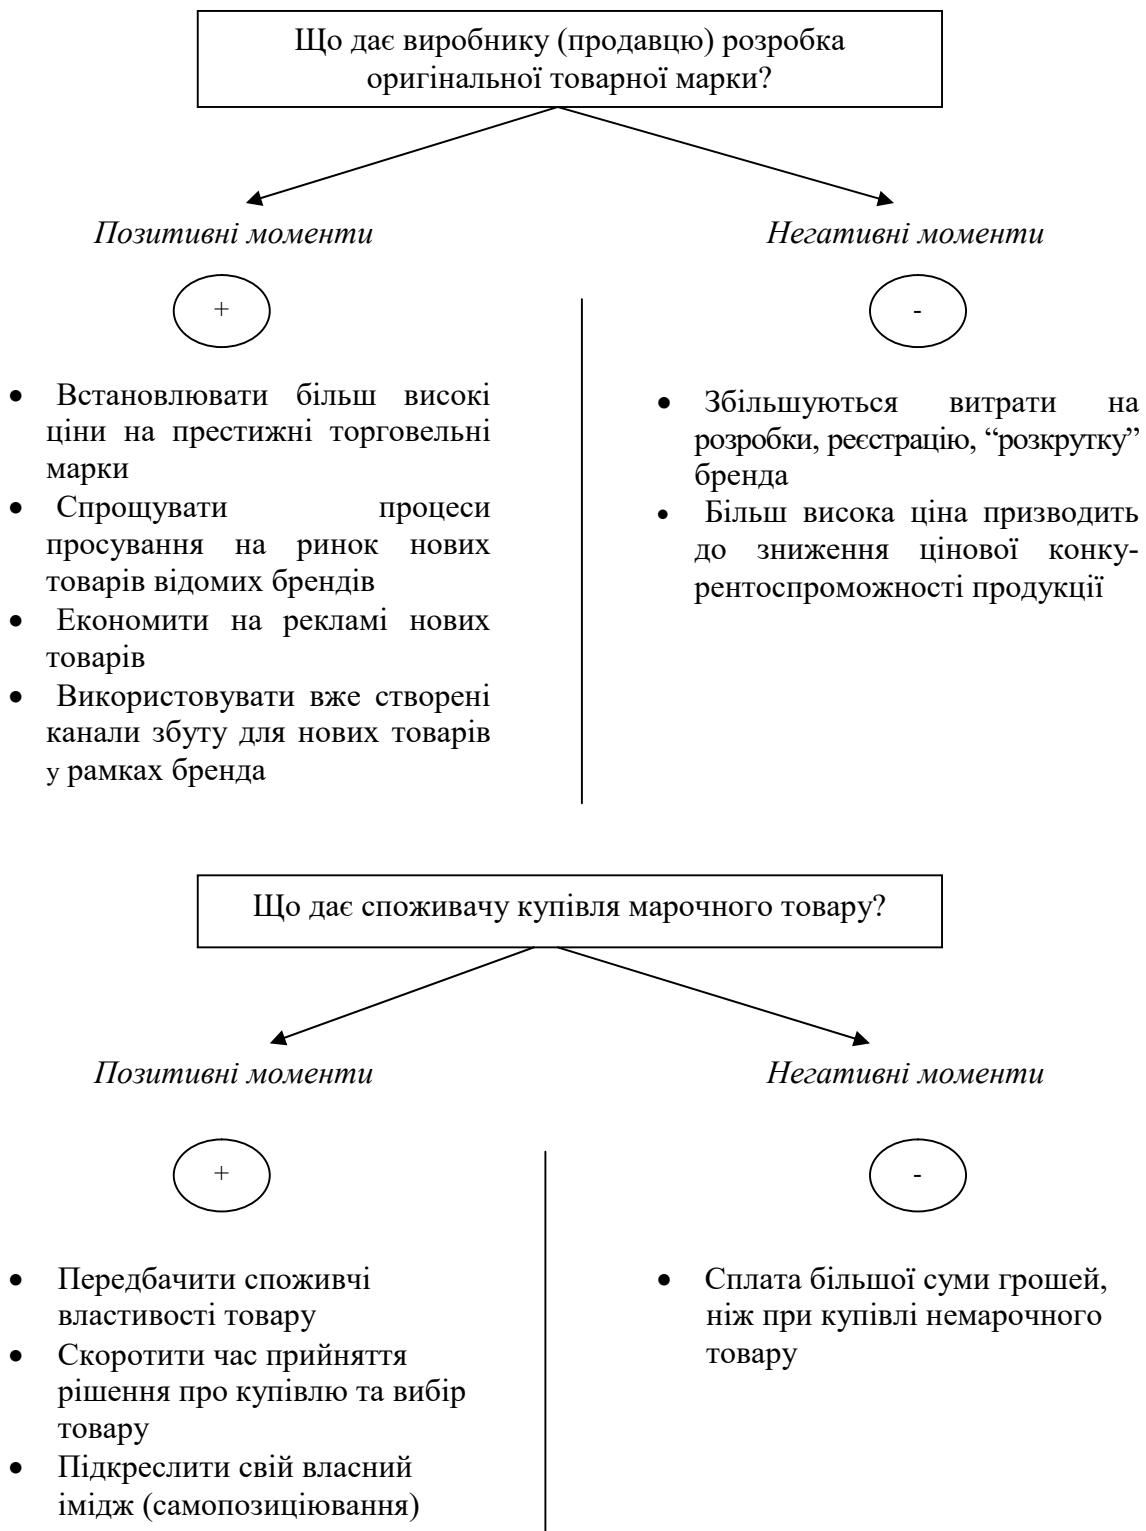 Що дає виробнику (продавцю) розробка
оригінальної товарної марки?
Позитивні моменти
Негативні моменти
+
-
• Встановлювати більш високі
ціни на престижні торговельні
марки
• Спрощувати процеси
просування на ринок нових
товарів відомих брендів
• Економити на рекламі нових
товарів
• Використовувати вже створені
канали збуту для нових товарів
у рамках бренда
• Збільшуються витрати на
розробки, реєстрацію, “розкрутку”
бренда
• Більш висока ціна призводить
до зниження цінової конку-
рентоспроможності продукції
Що дає споживачу купівля марочного товару?
Позитивні моменти
Негативні моменти
+
-
• Передбачити споживчі
властивості товару
• Скоротити час прийняття
рішення про купівлю та вибір
товару
• Підкреслити свій власний
імідж (самопозиціювання)
• Сплата більшої суми грошей,
ніж при купівлі немарочного
товару